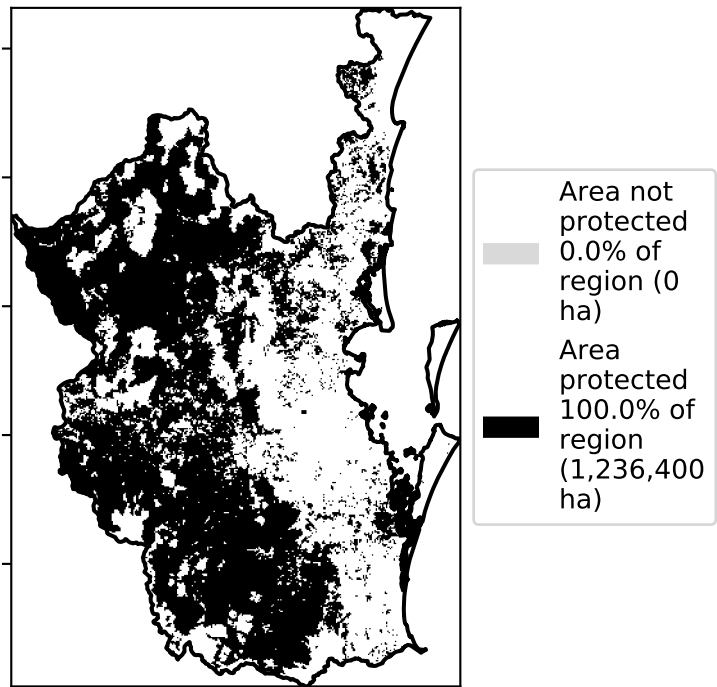 Area not
protected
0.0% of
region (0
ha)
Area
protected
100.0% of
region
(1,236,400
ha)